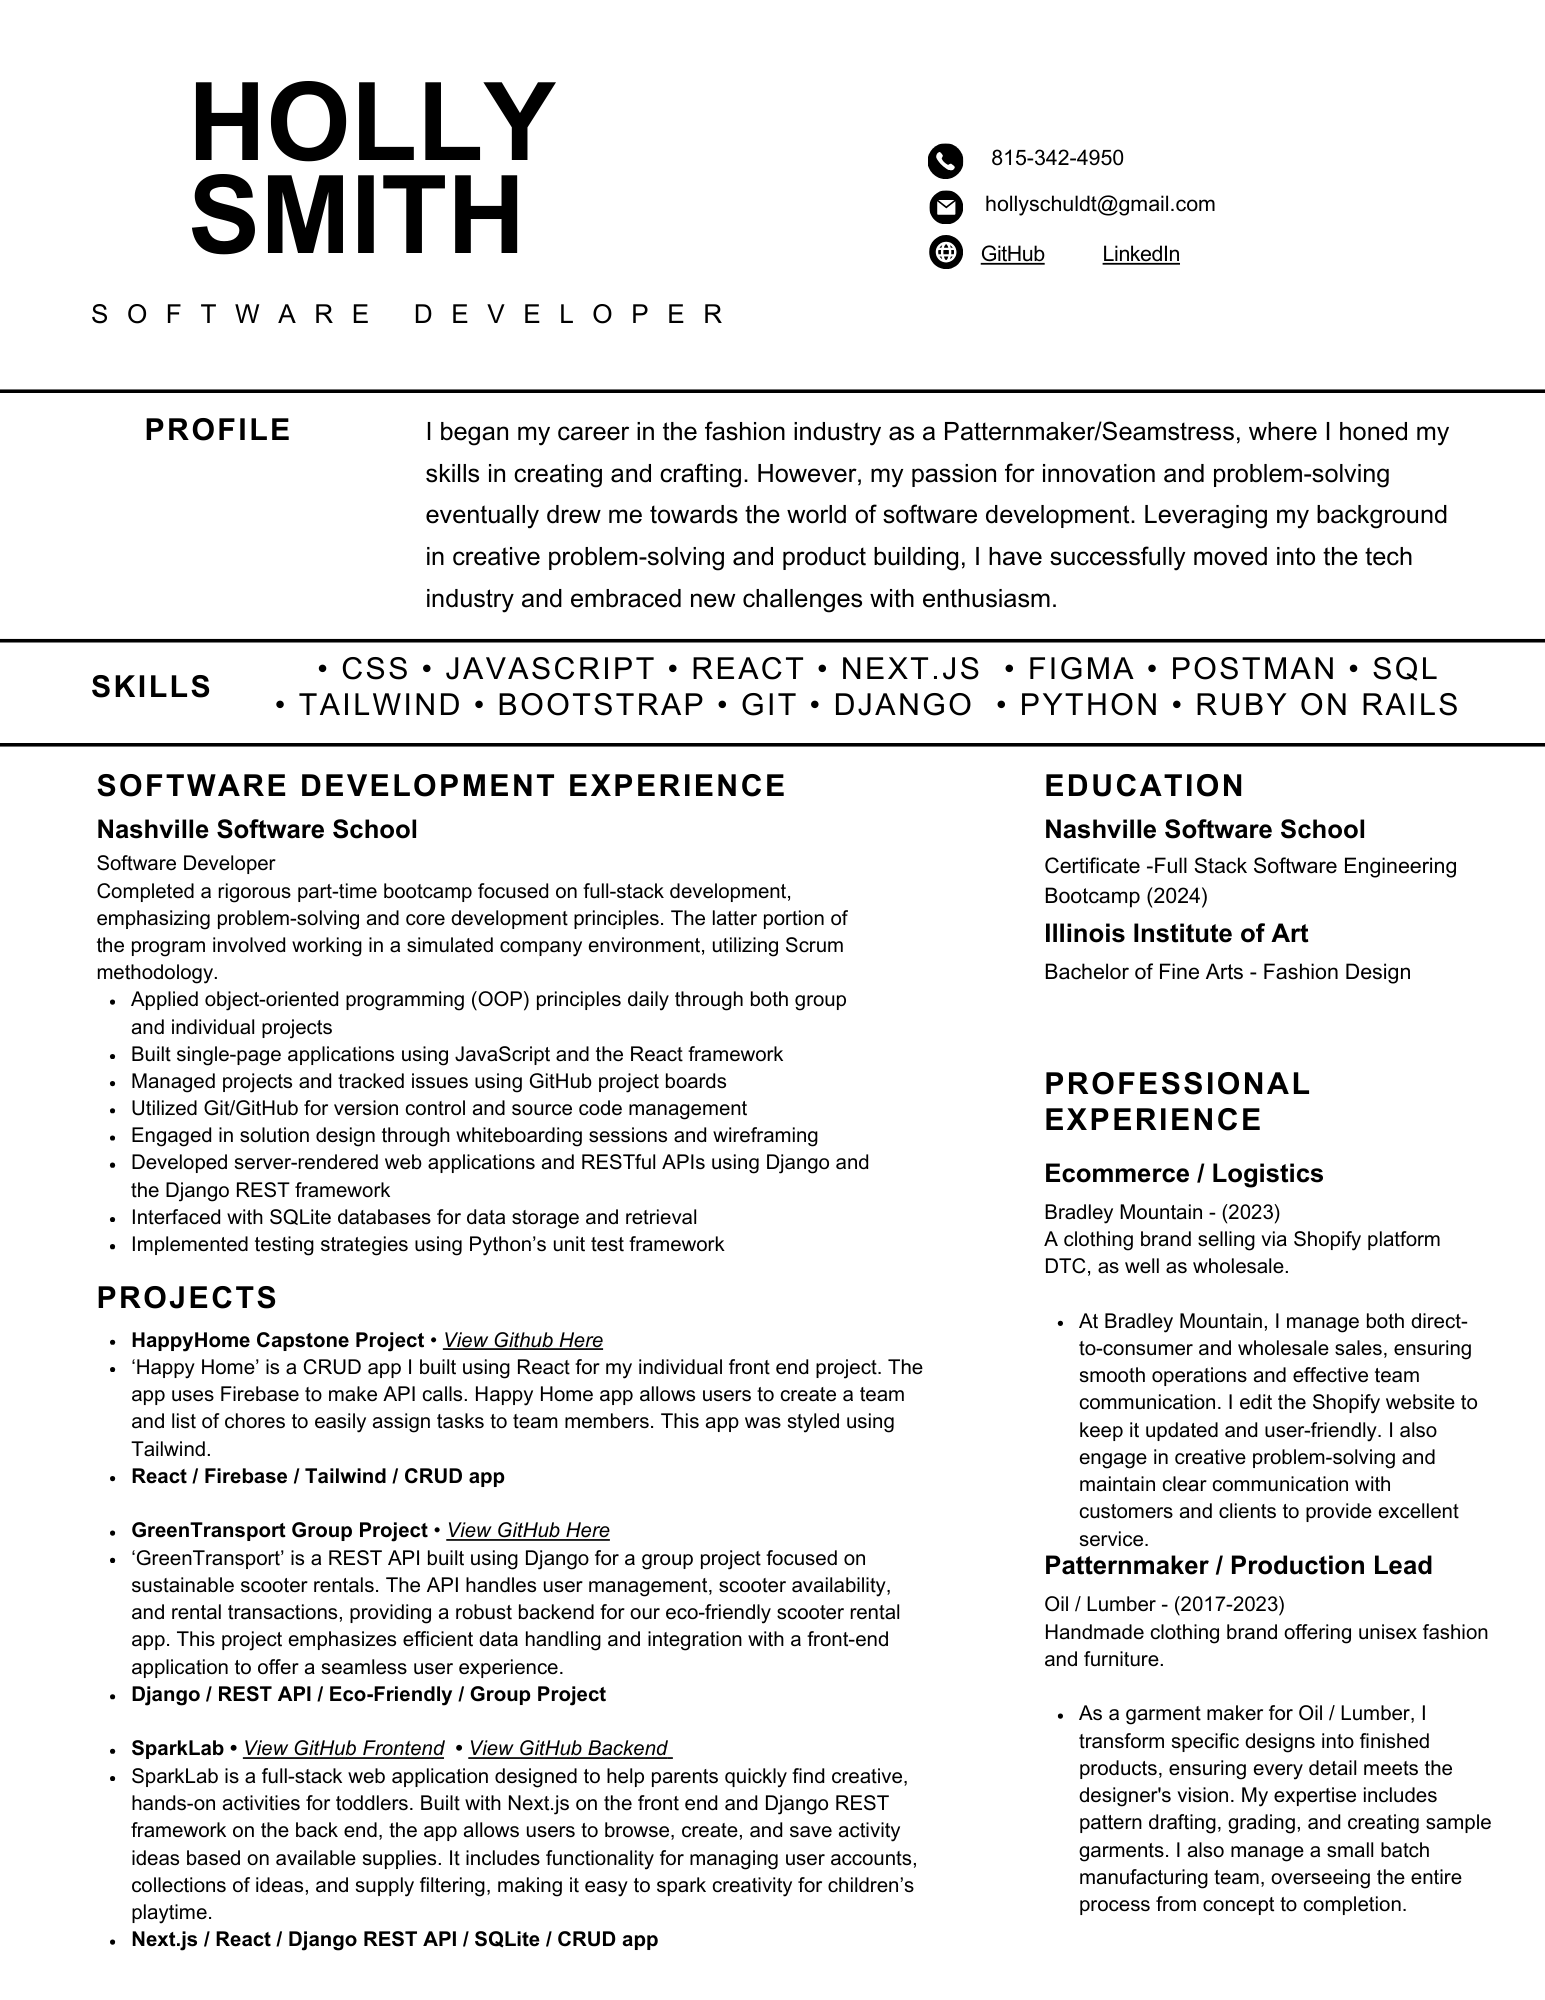 HOLLY
SMITH
SOFTWARE DEVELOPER
815-342-4950
hollyschuldt@gmail.com
GitHub LinkedIn
PROFILE
I began my career in the fashion industry as a Patternmaker/Seamstress, where I honed my
skills in creating and crafting. However, my passion for innovation and problem-solving
eventually drew me towards the world of software development. Leveraging my background
in creative problem-solving and product building, I have successfully moved into the tech
industry and embraced new challenges with enthusiasm.
SKILLS
• CSS • JAVASCRIPT • REACT • NEXT.JS • FIGMA • POSTMAN • SQL
• TAILWIND • BOOTSTRAP • GIT • DJANGO • PYTHON • RUBY ON RAILS
SOFTWARE DEVELOPMENT EXPERIENCE
Nashville Software School
Software Developer
Completed a rigorous part-time bootcamp focused on full-stack development,
emphasizing problem-solving and core development principles. The latter portion of
the program involved working in a simulated company environment, utilizing Scrum
methodology.
• Applied object-oriented programming (OOP) principles daily through both group
and individual projects
• Built single-page applications using JavaScript and the React framework
• Managed projects and tracked issues using GitHub project boards
• Utilized Git/GitHub for version control and source code management
• Engaged in solution design through whiteboarding sessions and wireframing
• Developed server-rendered web applications and RESTful APIs using Django and
the Django REST framework
• Interfaced with SQLite databases for data storage and retrieval
• Implemented testing strategies using Python’s unit test framework
PROJECTS
• HappyHome Capstone Project • View Github Here
• ‘Happy Home’ is a CRUD app I built using React for my individual front end project. The
app uses Firebase to make API calls. Happy Home app allows users to create a team
and list of chores to easily assign tasks to team members. This app was styled using
Tailwind.
• React / Firebase / Tailwind / CRUD app
• GreenTransport Group Project • View GitHub Here
• ‘GreenTransport’ is a REST API built using Django for a group project focused on
sustainable scooter rentals. The API handles user management, scooter availability,
and rental transactions, providing a robust backend for our eco-friendly scooter rental
app. This project emphasizes efficient data handling and integration with a front-end
application to offer a seamless user experience.
• Django / REST API / Eco-Friendly / Group Project
• SparkLab • View GitHub Frontend • View GitHub Backend
• SparkLab is a full-stack web application designed to help parents quickly find creative,
hands-on activities for toddlers. Built with Next.js on the front end and Django REST
framework on the back end, the app allows users to browse, create, and save activity
ideas based on available supplies. It includes functionality for managing user accounts,
collections of ideas, and supply filtering, making it easy to spark creativity for children’s
playtime.
• Next.js / React / Django REST API / SQLite / CRUD app
EDUCATION
Nashville Software School
Certificate -Full Stack Software Engineering
Bootcamp (2024)
Illinois Institute of Art
Bachelor of Fine Arts - Fashion Design
PROFESSIONAL
EXPERIENCE
Ecommerce / Logistics
Bradley Mountain - (2023)
A clothing brand selling via Shopify platform
DTC, as well as wholesale.
• At Bradley Mountain, I manage both direct-
to-consumer and wholesale sales, ensuring
smooth operations and effective team
communication. I edit the Shopify website to
keep it updated and user-friendly. I also
engage in creative problem-solving and
maintain clear communication with
customers and clients to provide excellent
service.
Patternmaker / Production Lead
Oil / Lumber - (2017-2023)
Handmade clothing brand offering unisex fashion
and furniture.
• As a garment maker for Oil / Lumber, I
transform specific designs into finished
products, ensuring every detail meets the
designer's vision. My expertise includes
pattern drafting, grading, and creating sample
garments. I also manage a small batch
manufacturing team, overseeing the entire
process from concept to completion.